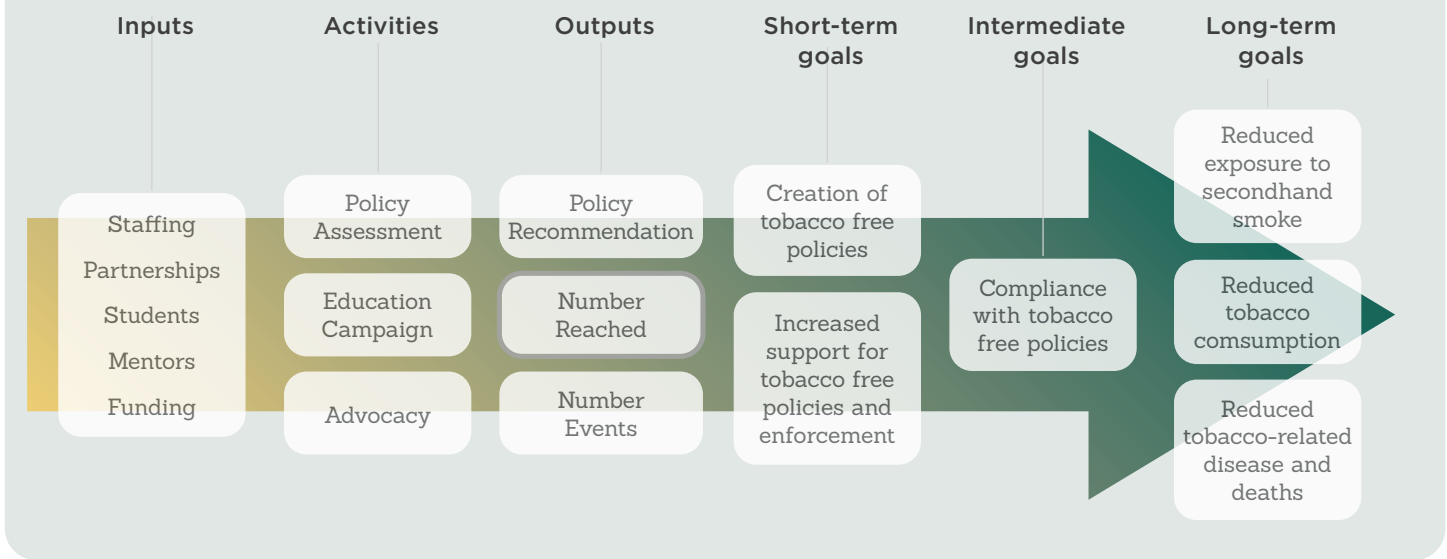 Inputs
Activities
Outputs
Short-term
goals
Intermediate
goals
Long-term
goals
Staffing
Partnerships
Students
Mentors
Funding
Policy
Assessment
Education
Campaign
Advocacy
Policy
Recommendation
Number
Reached
Number
Events
Creation of
tobacco free
policies
Increased
support for
tobacco free
policies and
enforcement
Compliance
with tobacco
free policies
Reduced
exposure to
secondhand
smoke
Reduced
tobacco
comsumption
Reduced
tobacco-related
disease and
deaths